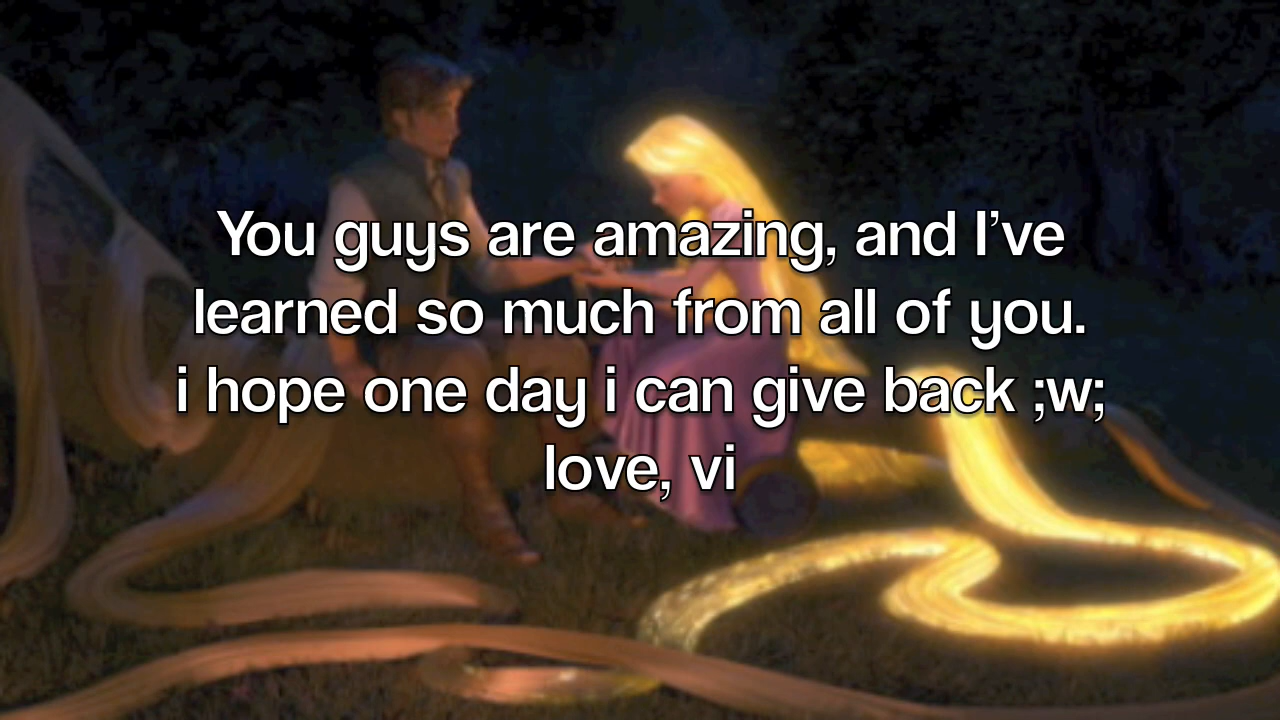 You guys are amazing, and I’ve
learned so much from all of you.
i hope one day i can give back ;w;
love, vi